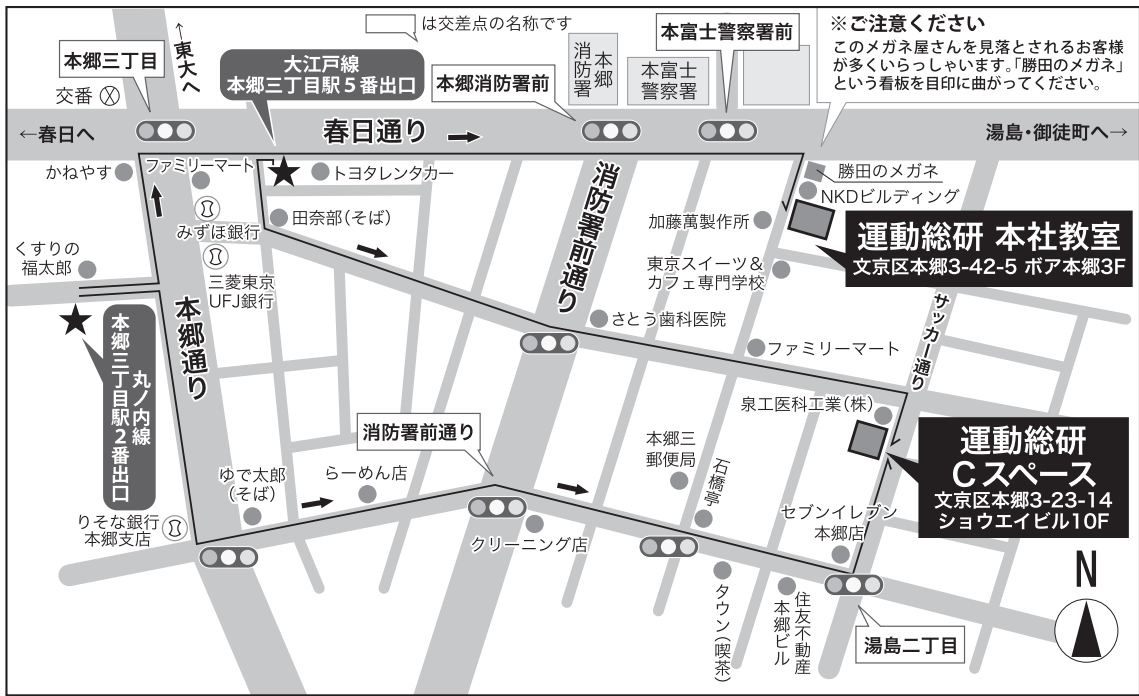 は交差点の名称です
←東大へ
本郷三丁目
交番
大江戸線
本郷三丁目駅5番出口
本郷消防署前
本郷
消防署
本富士
警察署
本富士警察署前
※ご注意ください
このメガネ屋さんを見落とされるお客様
が多くいらっしゃいます。「勝田のメガネ」
という看板を目印に曲がってください。
←春日へ
春日通り
湯島・御徒町へ→
かねやす
ファミリーマート
トヨタレンタカー
勝田のメガネ
NKDビルディング
みずほ銀行
田奈部(そば)
消防署前通り
加藤萬製作所
運動総研 本社教室
文京区本郷3-42-5 ボア本郷3F
くすりの
福太郎
三菱東京
UFJ銀行
東京スイーツ&
カフェ専門学校
本郷通り
さとう歯科医院
サッカー通り
ファミリーマート
丸ノ内線
本郷三丁目駅2番出口
泉工医科工業(株)
消防署前通り
運動総研
Cスペース
文京区本郷3-23-14
ショウエイビル10F
本郷三
郵便局
石橋亭
ゆで太郎
(そば)
らーめん店
りそな銀行
本郷支店
クリーニング店
セブンイレブン
本郷店
タウン(喫茶)
住友不動産
本郷ビル
湯島二丁目
N